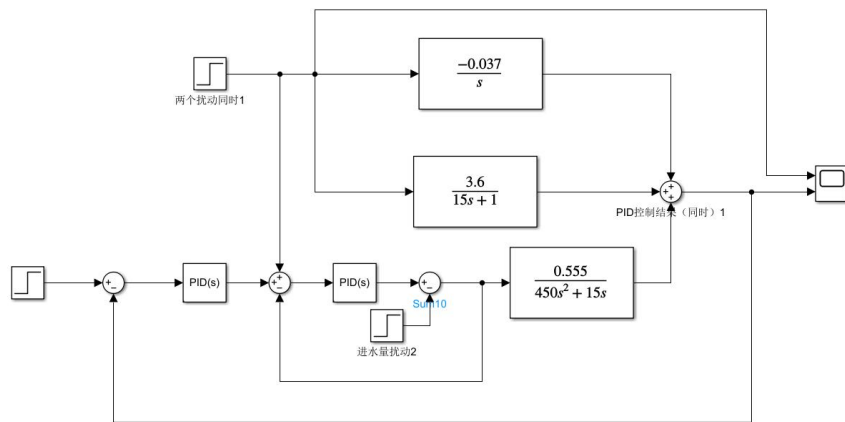 -0.037
s
两个扰动同时1
3.6
15s + 1
PID控制结果（同时）1
PID(s)
PID(s)
0.555
450s² + 15s
Sum10
进水量扰动2